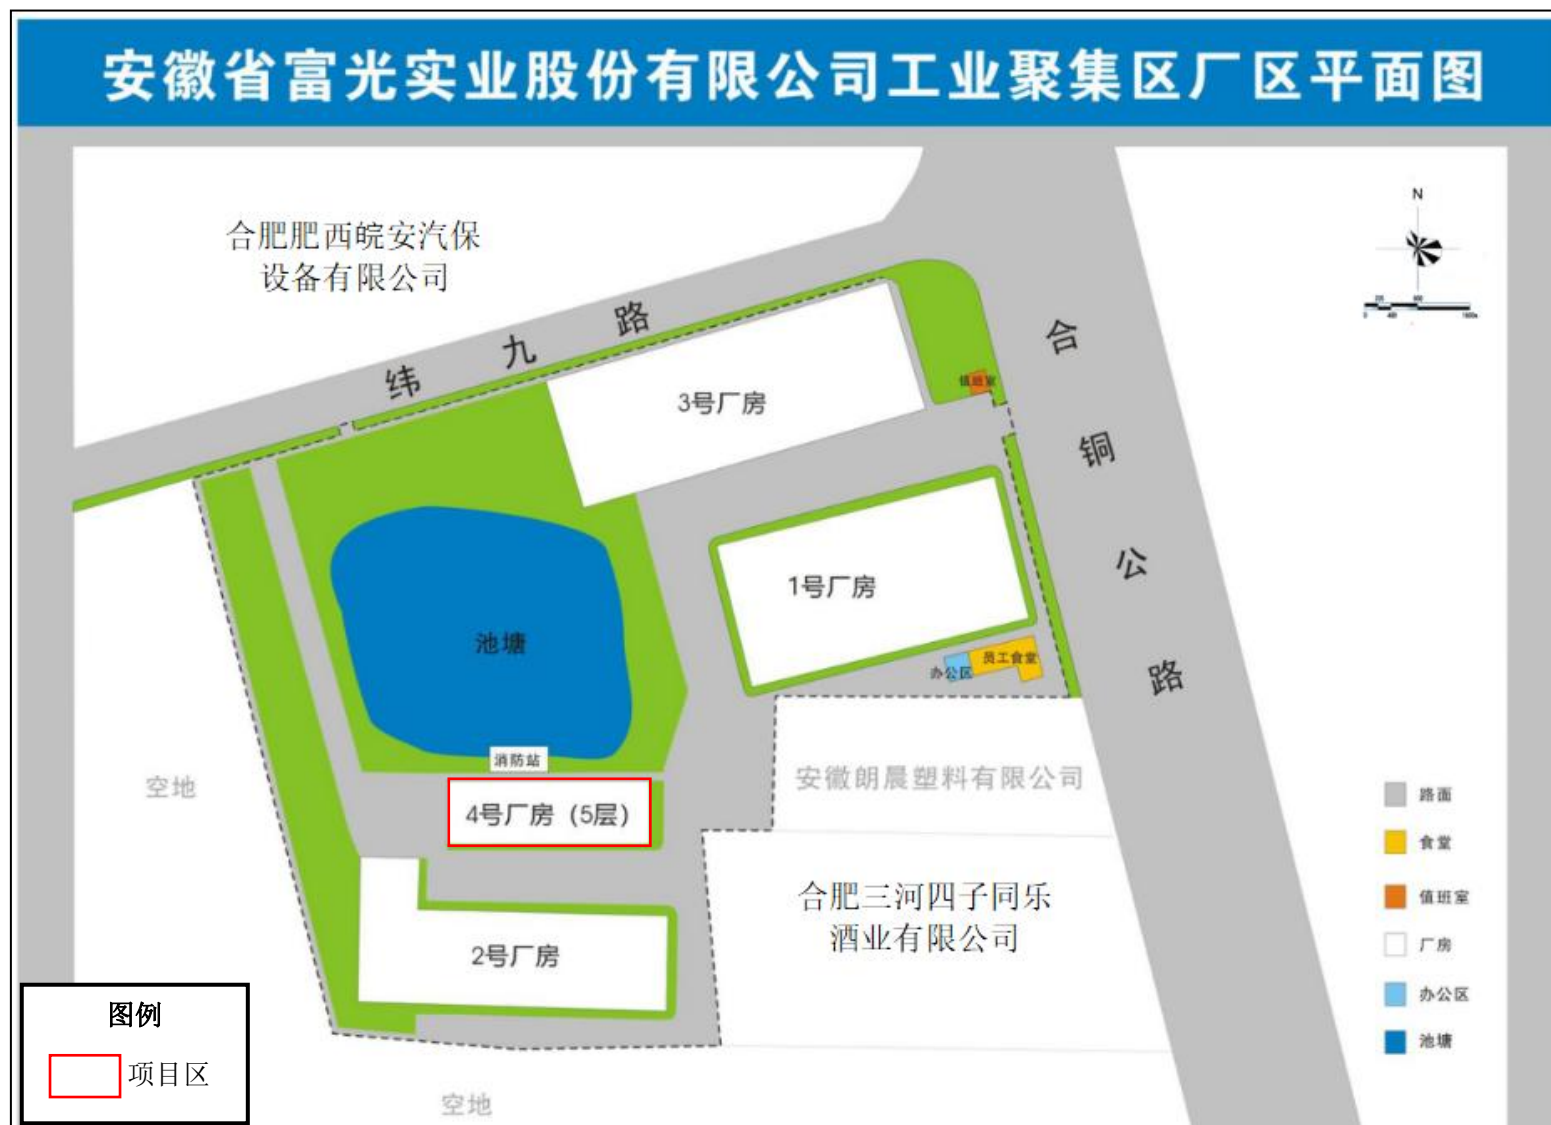 安徽省富光实业股份有限公司工业聚集区厂区平面图
合肥肥西皖安汽保
设备有限公司
N
纬九路
合铜公路
3号厂房
值班室
1号厂房
池塘
员工食堂
办公区
消防站
4号厂房（5层）
空地
安徽朗晨塑料有限公司
合肥三河四子同乐
酒业有限公司
2号厂房
空地
路面
食堂
值班室
厂房
办公区
池塘
图例
项目区